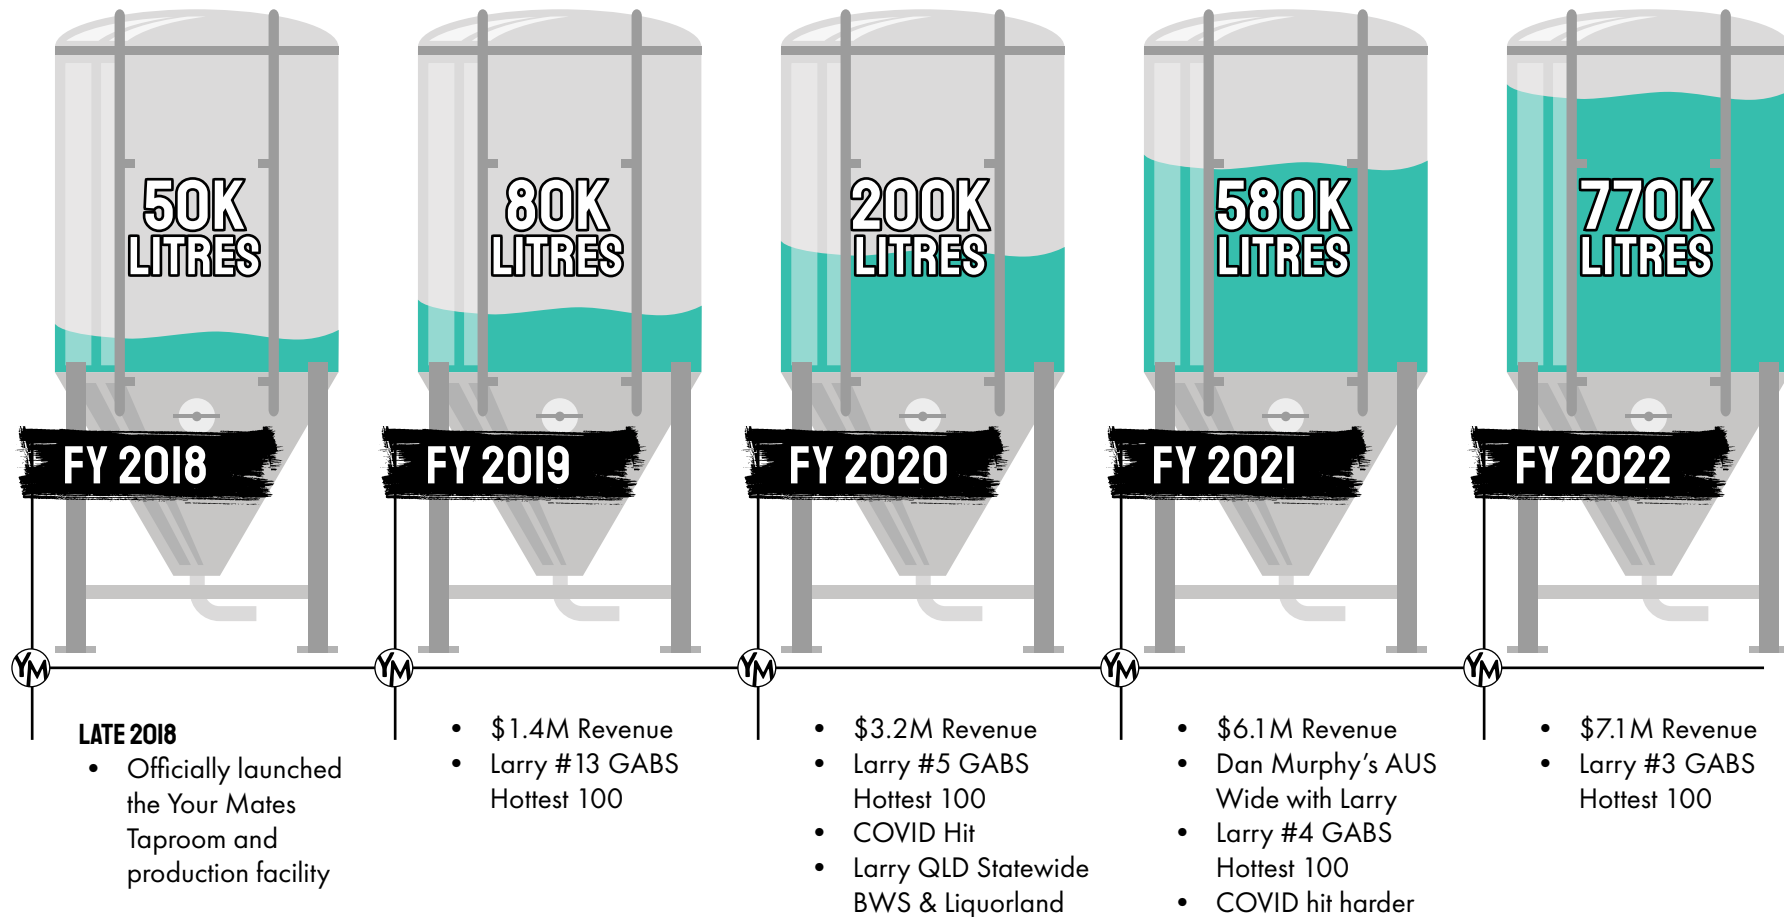 50K
LITRES
80K
LITRES
200K
LITRES
580K
LITRES
770K
LITRES
FY 2018
FY 2019
FY 2020
FY 2021
FY 2022
YM
YM
YM
YM
YM
LATE 2018
• Officially launched
the Your Mates
Taproom and
production facility
• $1.4M Revenue
• Larry #13 GABS
Hottest 100
• $3.2M Revenue
• Larry #5 GABS
Hottest 100
• COVID Hit
• Larry QLD Statewide
BWS & Liquorland
• $6.1M Revenue
• Dan Murphy’s AUS
Wide with Larry
• Larry #4 GABS
Hottest 100
• COVID hit harder
• $7.1M Revenue
• Larry #3 GABS
Hottest 100